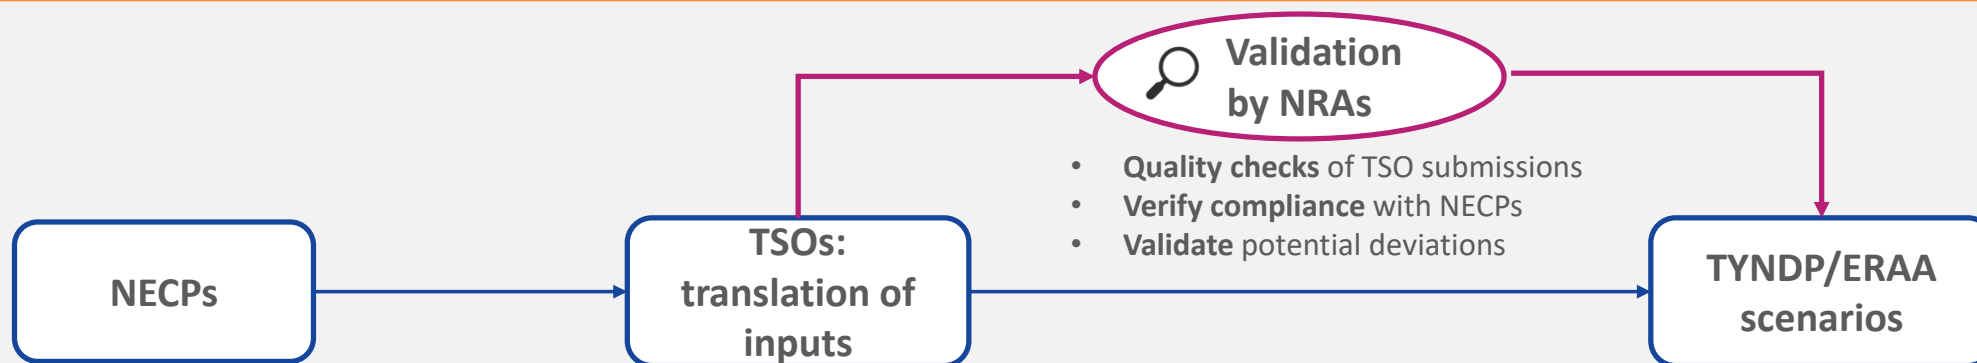 Validation
by NRAs
• Quality checks of TSO submissions
• Verify compliance with NECPs
• Validate potential deviations
NECPs
TSOs:
translation of
inputs
TYNDP/ERAA
scenarios